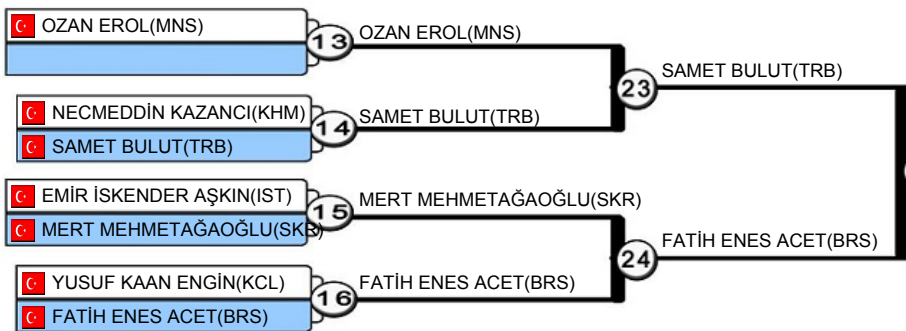 OZAN EROL(MNS)
13
OZAN EROL(MNS)
23
SAMET BULUT(TRB)
NECMEDDİN KAZANCI(KHM)
14
SAMET BULUT(TRB)
SAMET BULUT(TRB)
EMİR İSKENDER AŞKIN(IST)
15
MERT MEHMETAĞAOĞLU(SKR)
MERT MEHMETAĞAOĞLU(SKR)
24
FATİH ENES ACET(BRS)
YUSUF KAAN ENGİN(KCL)
16
FATİH ENES ACET(BRS)
FATİH ENES ACET(BRS)